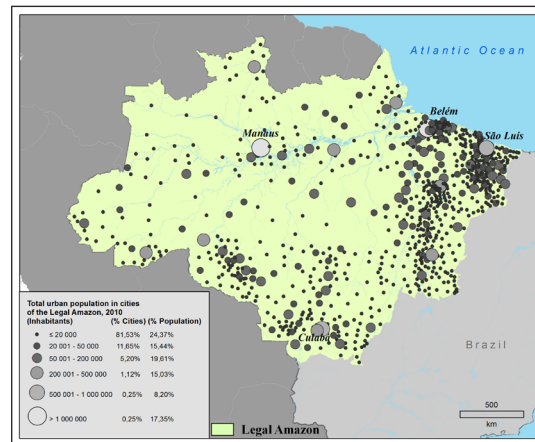 Atlantic Ocean
Belém
São Luis
Manaus
Cuiabá
Brazil
Total urban population in cities
of the Legal Amazon, 2010
(Inhabitants) (% Cities) (% Population)
≤ 20 000 81,53% 24,37%
20 001 - 50 000 11,65% 15,44%
50 001 - 200 000 5,20% 19,61%
200 001 - 500 000 1,12% 15,03%
500 001 - 1 000 000 0,25% 8,20%
> 1 000 000 0,25% 17,35%
Legal Amazon
500
km